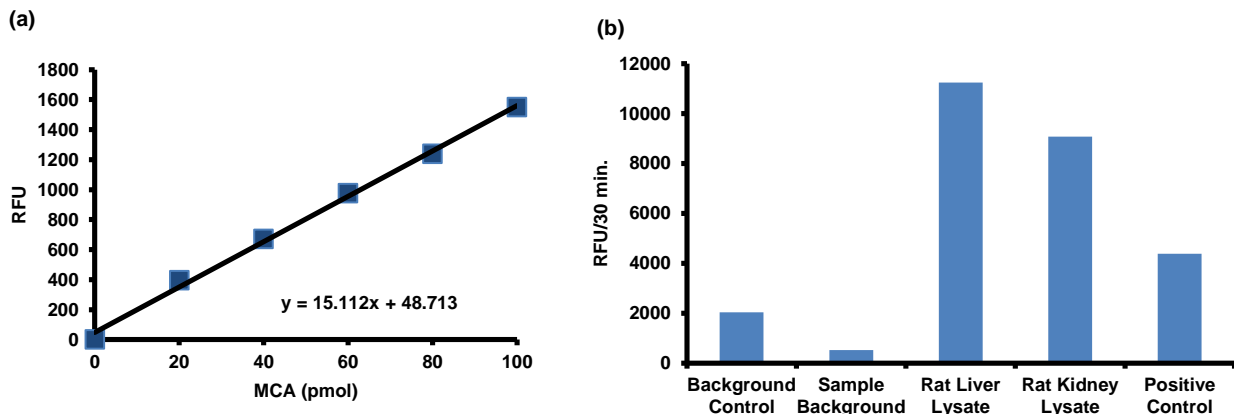 (a)
1800
1600
1400
1200
1000
800
600
400
200
0
RFU
y = 15.112x + 48.713
0 20 40 60 80 100
MCA (pmol)
(b)
12000
10000
8000
6000
4000
2000
0
RFU/30 min.
Background Sample Rat Liver Rat Kidney Positive
Control Background Lysate Lysate Control